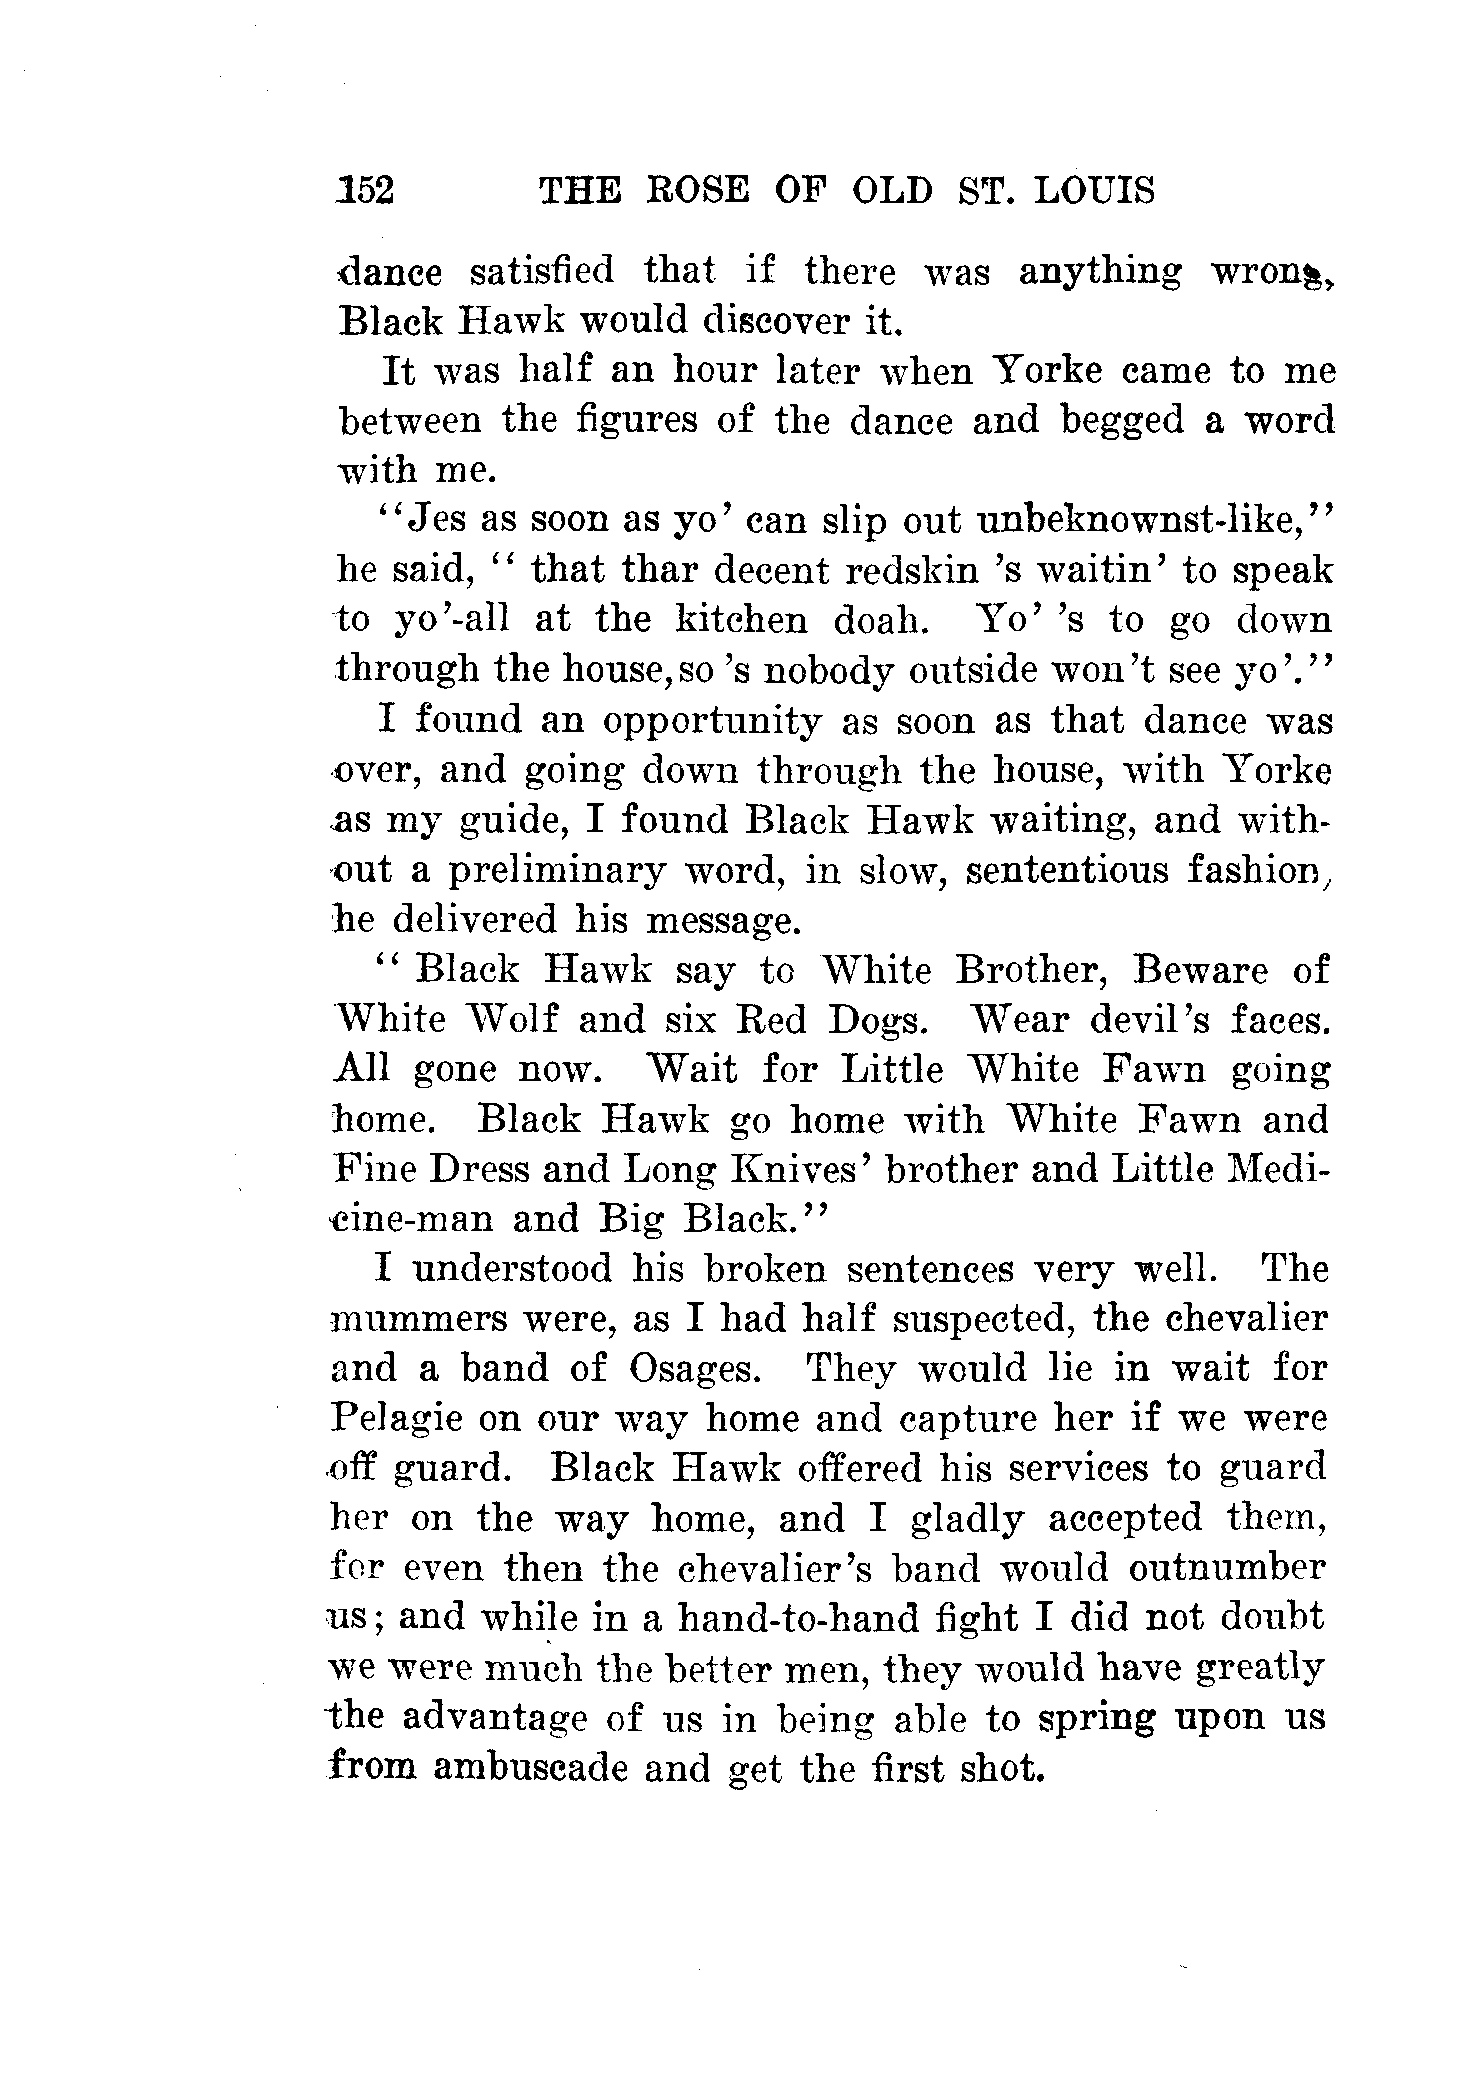 152 THE ROSE OF OLD ST. LOUIS
dance satisfied that if there was anything wrong,
Black Hawk would discover it.
It was half an hour later when Yorke came to me
between the figures of the dance and begged a word
with me.
"Jes as soon as yo' can slip out unbeknownst-like,"
he said, " that thar decent redskin 's waitin' to speak
to yo'-all at the kitchen doah. Yo' 's to go down
through the house, so 's nobody outside won't see yo'."
I found an opportunity as soon as that dance was
over, and going down through the house, with Yorke
as my guide, I found Black Hawk waiting, and with-
out a preliminary word, in slow, sententious fashion,
he delivered his message.
" Black Hawk say to White Brother, Beware of
White Wolf and six Red Dogs. Wear devil's faces.
All gone now. Wait for Little White Fawn going
home. Black Hawk go home with White Fawn and
Fine Dress and Long Knives' brother and Little Medi-
cine-man and Big Black."
I understood his broken sentences very well. The
mummers were, as I had half suspected, the chevalier
and a band of Osages. They would lie in wait for
Pelagie on our way home and capture her if we were
off guard. Black Hawk offered his services to guard
her on the way home, and I gladly accepted them,
for even then the chevalier's band would outnumber
us; and while in a hand-to-hand fight I did not doubt
we were much the better men, they would have greatly
the advantage of us in being able to spring upon us
from ambuscade and get the first shot.